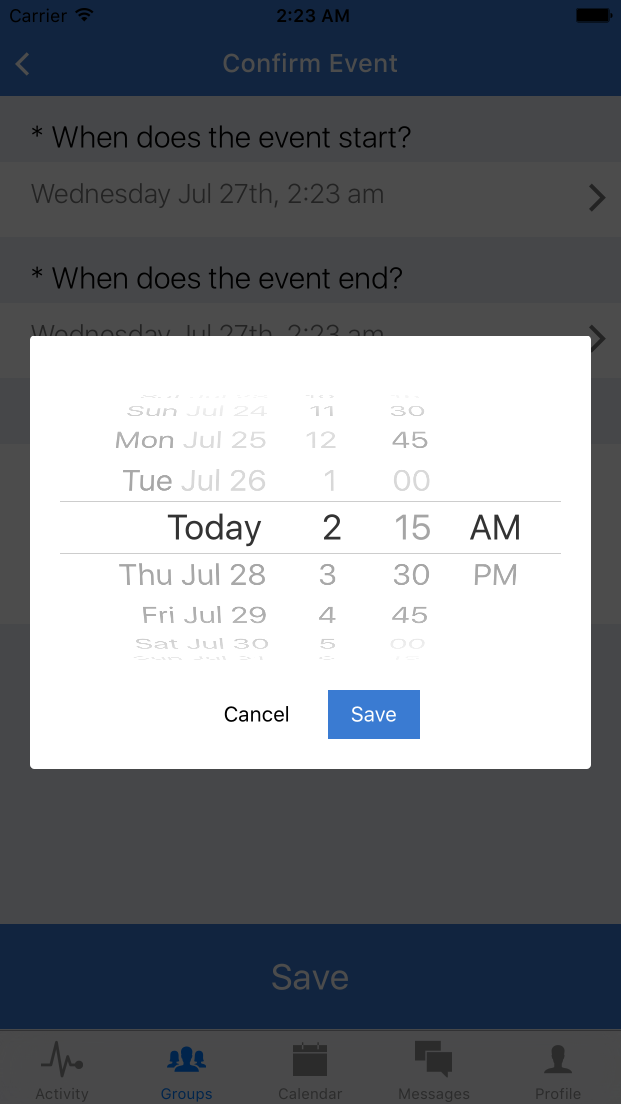 Carrier 2:23 AM
Confirm Event
* When does the event start?
Wednesday Jul 27th, 2:23 am
* When does the event end?
Wednesday Jul 27th, 2:23 am
Sun Jul 24 11 30
Mon Jul 25 12 45
Tue Jul 26 1 00
Today 2 15 AM
Thu Jul 28 3 30 PM
Fri Jul 29 4 45
Sat Jul 30 5 00
Cancel Save
Save
Activity Groups Calendar Messages Profile